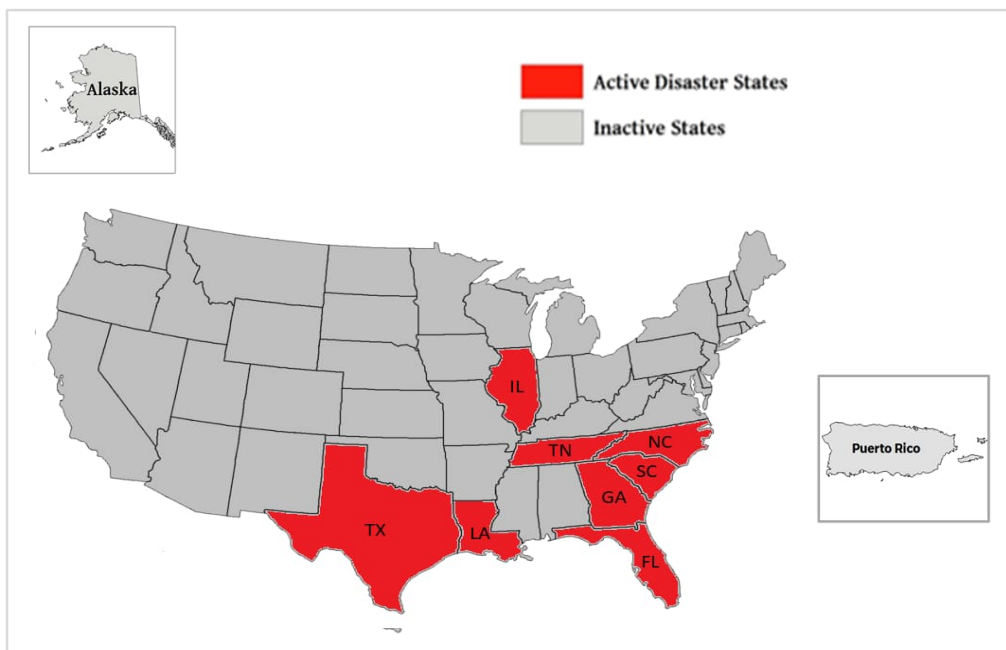 Alaska
Active Disaster States
Inactive States
IL
TN
NC
SC
GA
TX
LA
FL
Puerto Rico